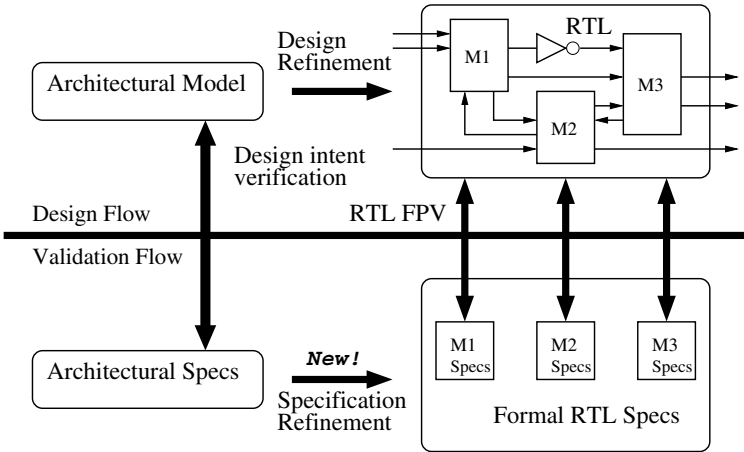 Design
Refinement
RTL
M1
M3
M2
Architectural Model
Design intent
verification
Design Flow
RTL FPV
Validation Flow
Architectural Specs
New!
Specification
Refinement
M1
Specs
M2
Specs
M3
Specs
Formal RTL Specs